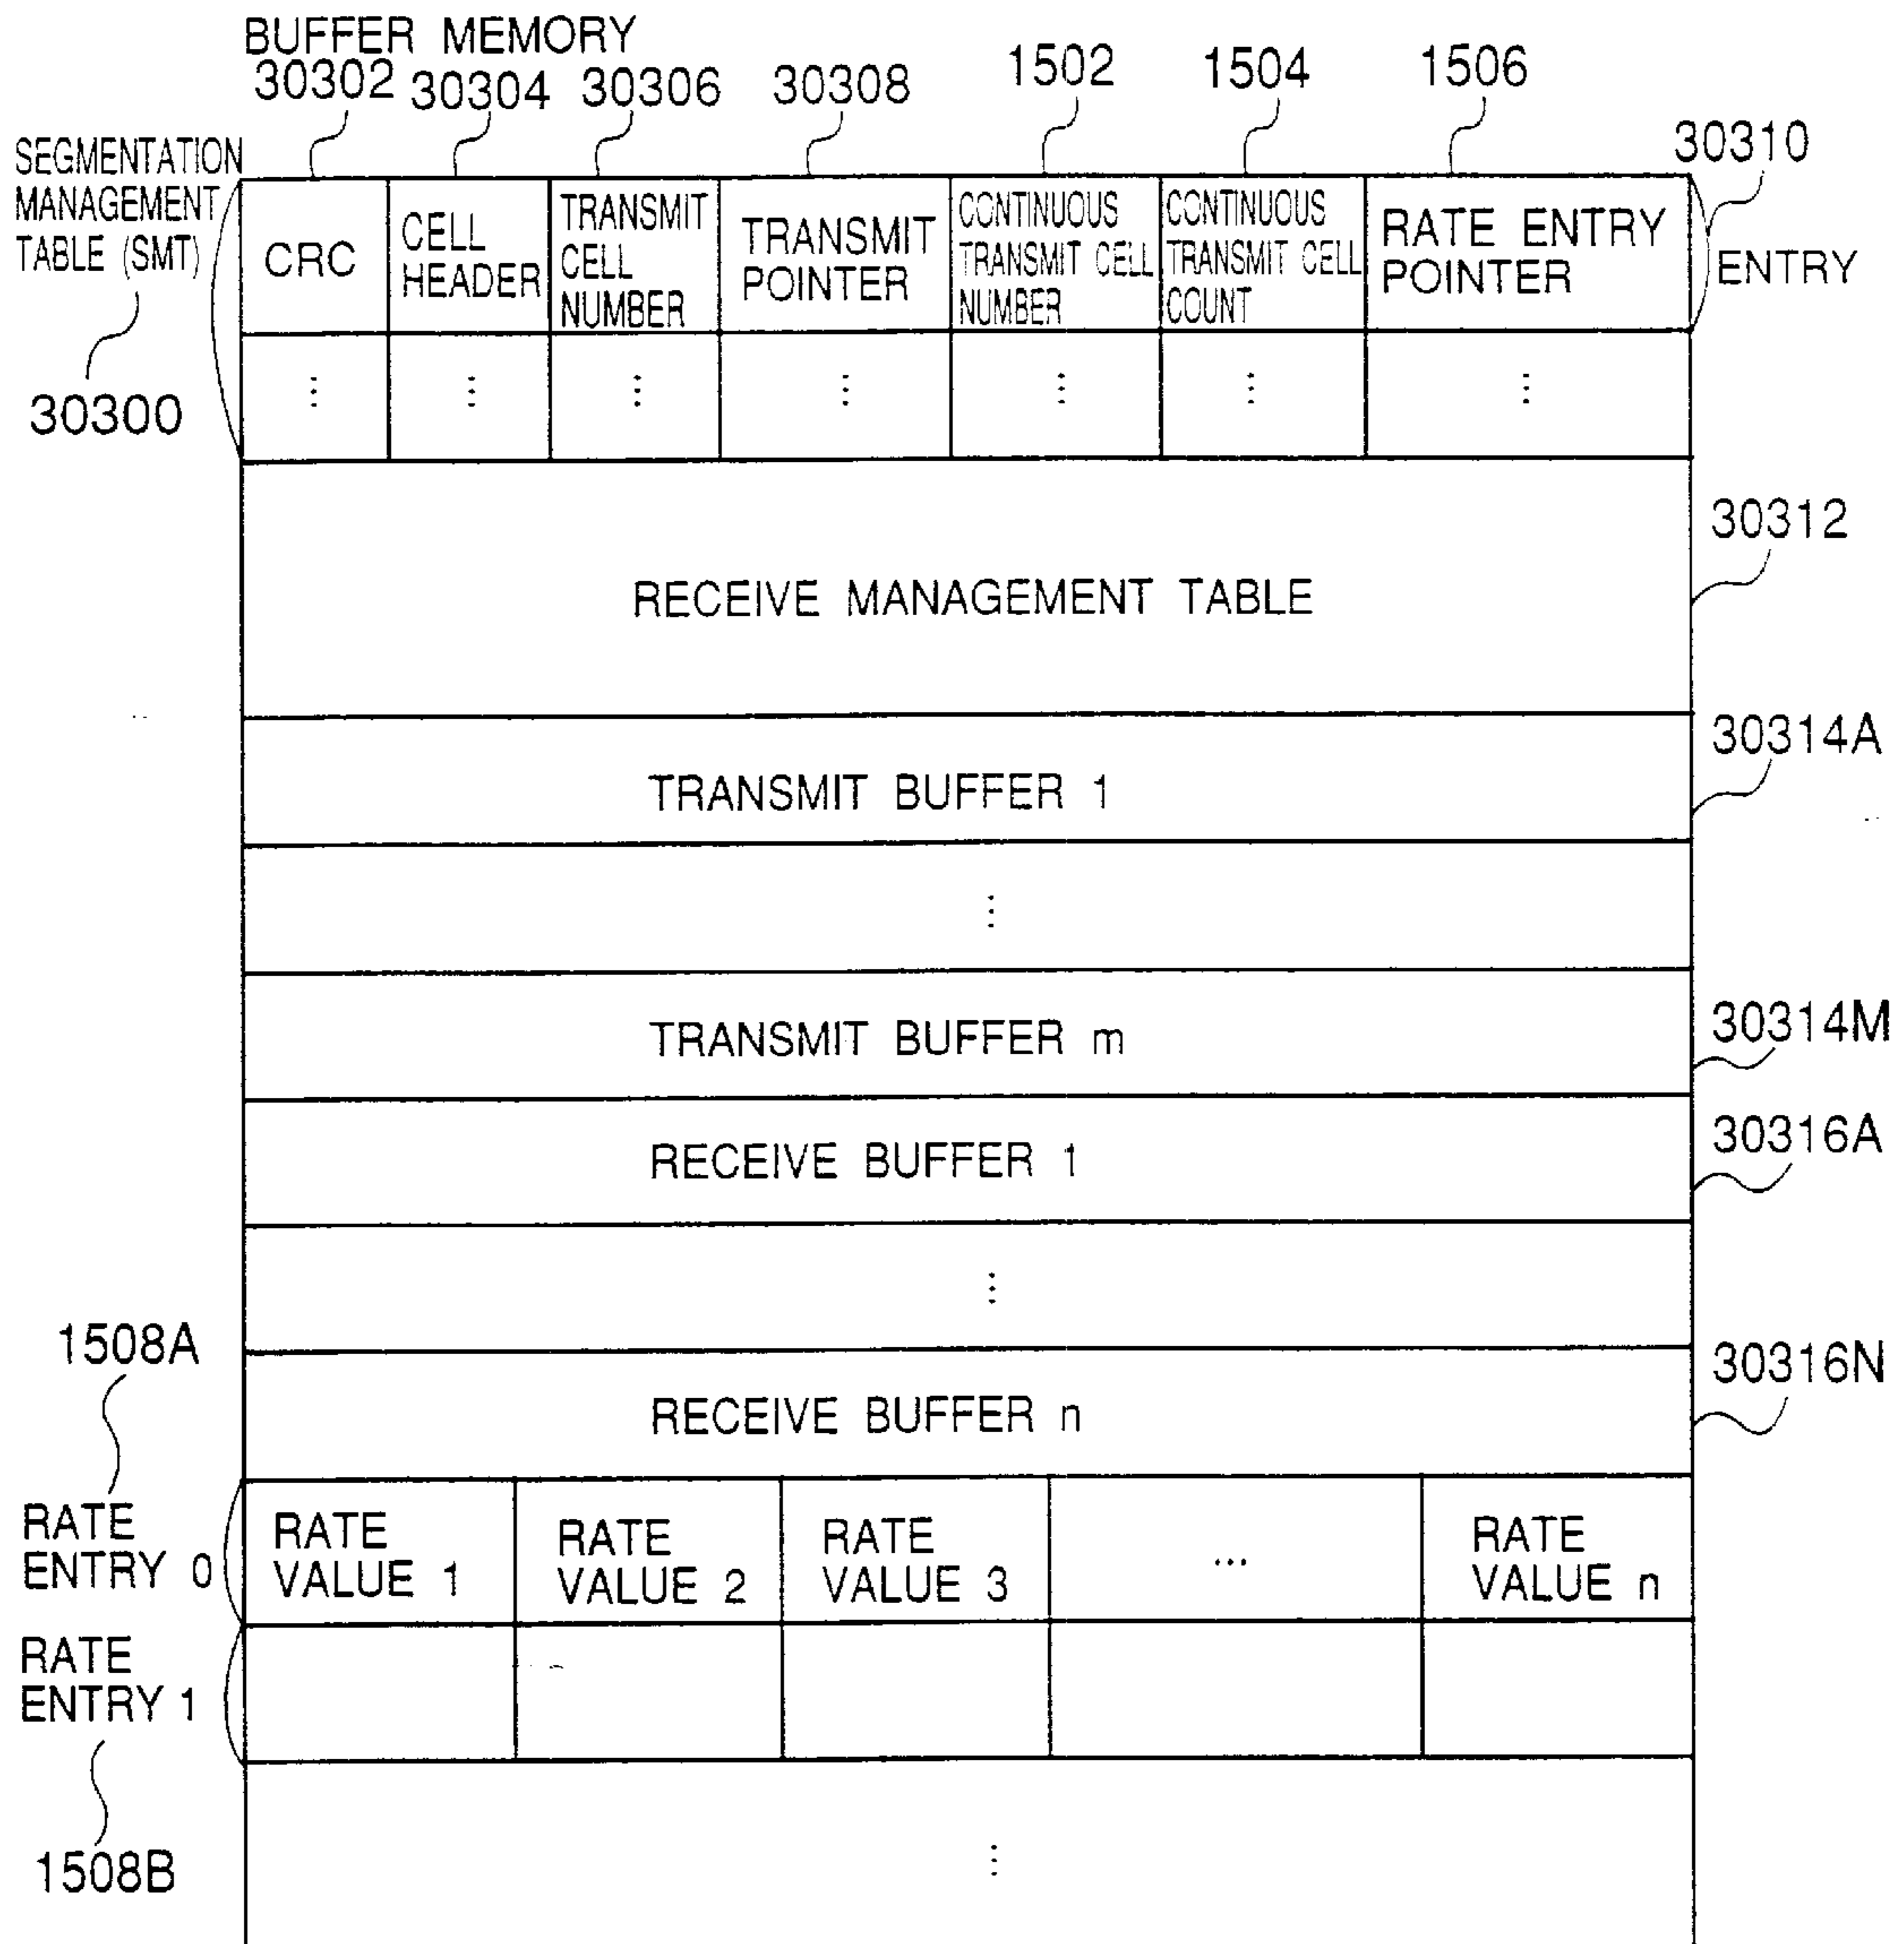 BUFFER MEMORY
30302
30304
30306
30308
1502
1504
1506
30310
SEGMENTATION
MANAGEMENT
TABLE (SMT)
30300
CRC
CELL
HEADER
TRANSMIT
CELL
NUMBER
TRANSMIT
POINTER
CONTINUOUS
TRANSMIT CELL
NUMBER
CONTINUOUS
TRANSMIT CELL
COUNT
RATE ENTRY
POINTER
ENTRY
⋮ ⋮ ⋮ ⋮ ⋮ ⋮ ⋮
30312
RECEIVE MANAGEMENT TABLE
30314A
TRANSMIT BUFFER 1
⋮
30314M
TRANSMIT BUFFER m
30316A
RECEIVE BUFFER 1
⋮
30316N
RECEIVE BUFFER n
1508A
RATE
ENTRY 0
RATE
VALUE 1
RATE
VALUE 2
RATE
VALUE 3
...
RATE
VALUE n
RATE
ENTRY 1
1508B
⋮